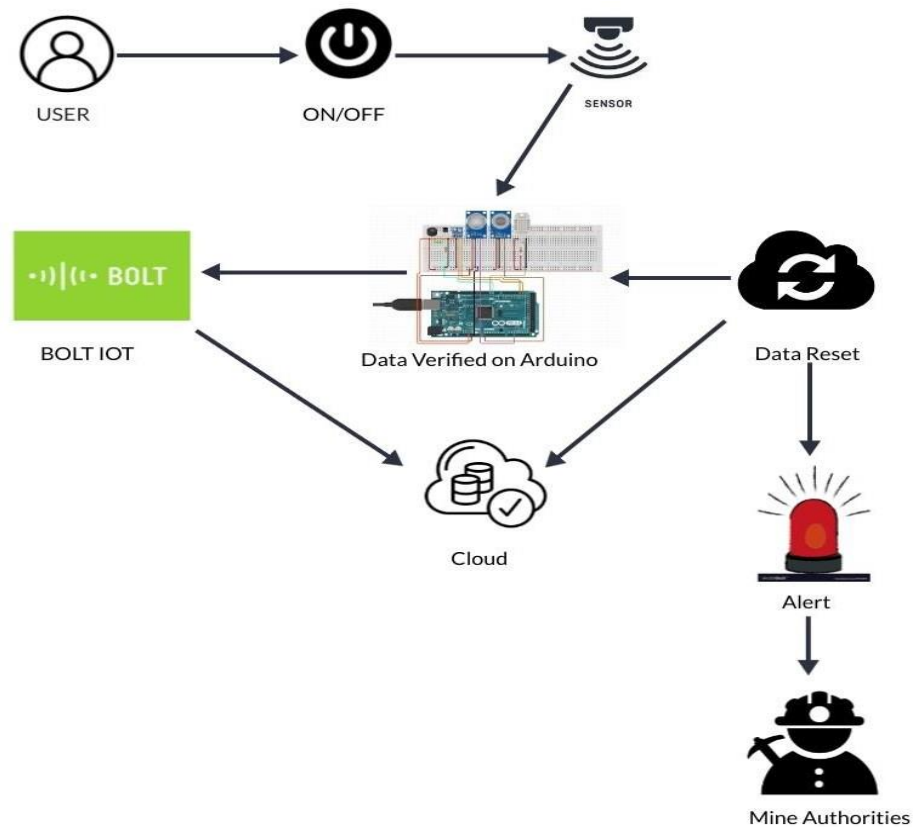 USER
ON/OFF
SENSOR
BOLT
BOLT IOT
Data Verified on Arduino
Data Reset
Cloud
Alert
Mine Authorities